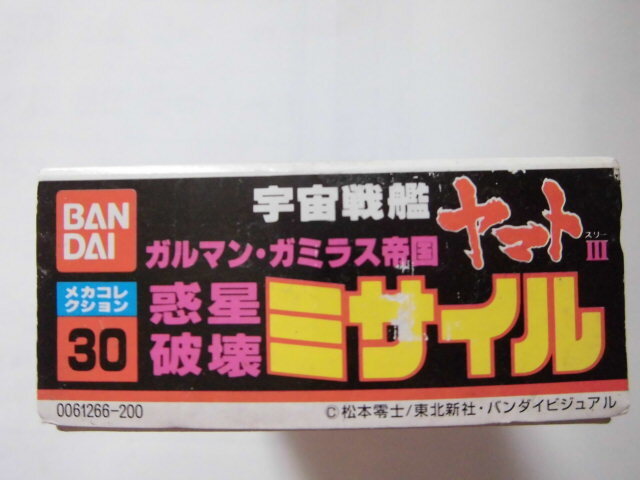 BAN
DAI
宇宙戦艦
ヤマト
スリー
III
ガルマン・ガミラス帝国
メカコレ
クション
30
惑星
破壊
ミサイル
0061266-200
©松本零士/東北新社・バンダイビジュアル